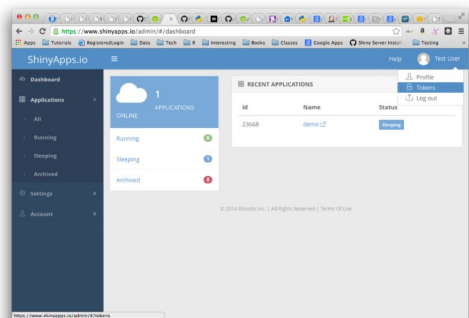 https://www.shinyapps.io/admin/#/dashboard
Apps Tutorials RegisteredLogin Data Tech R Interesting Books Classes Google Apps Shiny Server Install Testing
ShinyApps.io Help Test User
Dashboard
Applications
All
Running
Sleeping
Archived
Settings
Account
1
APPLICATIONS
ONLINE
Running 0
Sleeping 1
Archived 0
RECENT APPLICATIONS
Id Name Status
23668 demo Sleeping
Profile
Tokens
Log out
© 2014 RStudio Inc. | All Rights Reserved | Terms Of Use
https://www.shinyapps.io/admin/#/tokens